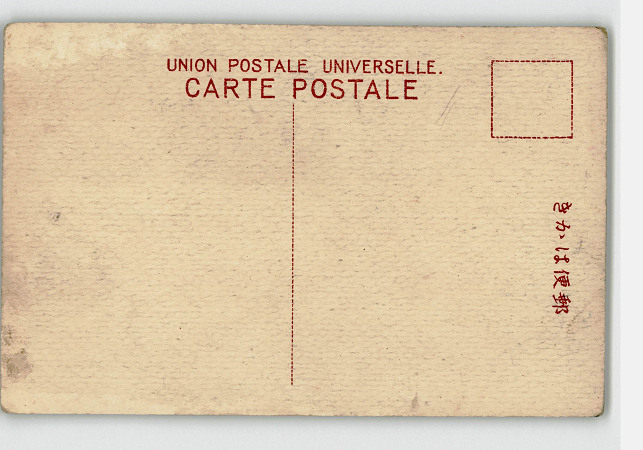 UNION POSTALE UNIVERSELLE.
CARTE POSTALE
きかは便郵